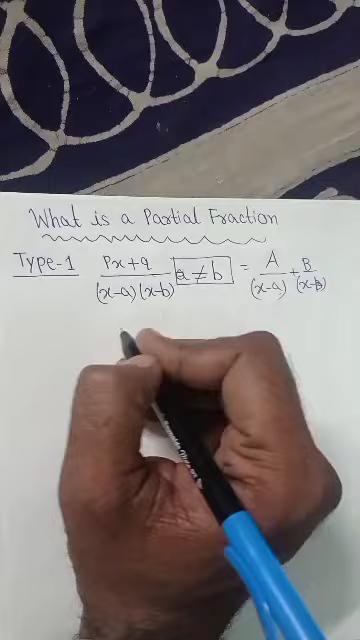 What is a Partial Fraction
Type-1 Px+q/(x-a)(x-b) a ≠ b = A/(x-a) + B/(x-b)